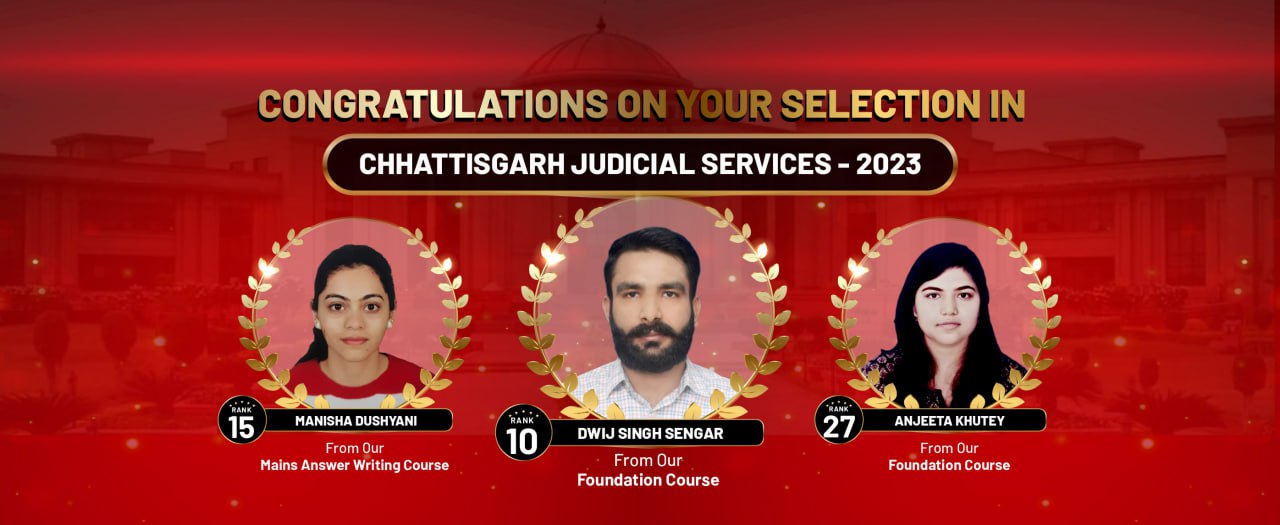 CONGRATULATIONS ON YOUR SELECTION IN
CHHATTISGARH JUDICIAL SERVICES - 2023
RANK
15
MANISHA DUSHYANI
From Our
Mains Answer Writing Course
RANK
10
DWIJ SINGH SENGAR
From Our
Foundation Course
RANK
27
ANJEETA KHUTEY
From Our
Foundation Course